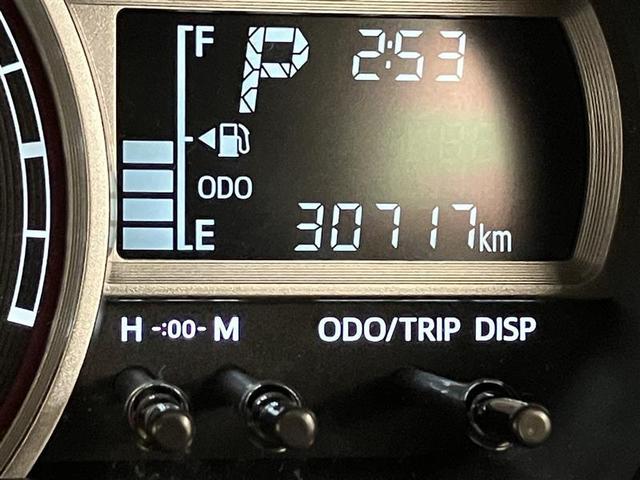 F P 2:53
ODO
E 30717km
H -:00- M ODO/TRIP DISP